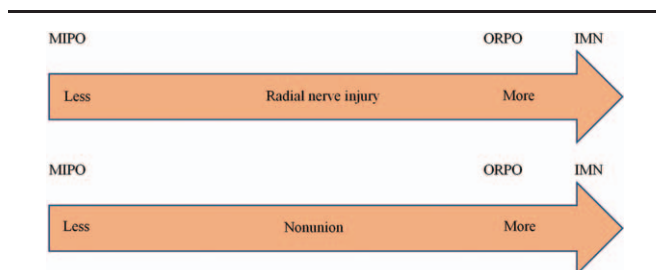 MIPO ORPO IMN
Less Radial nerve injury More
MIPO ORPO IMN
Less Nonunion More